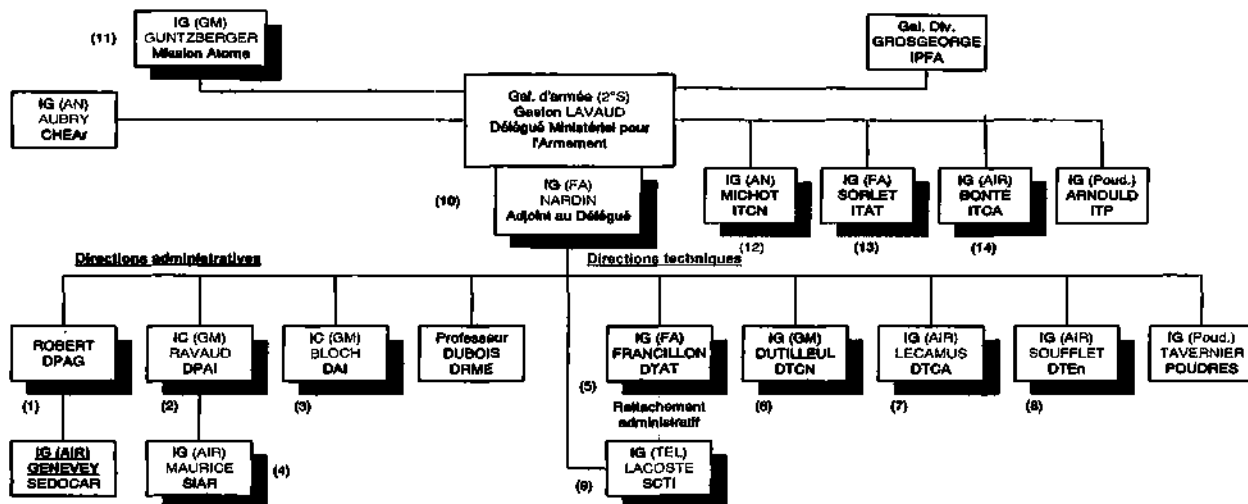 IG (GM)
GUNTZBERGER
Mission Atome
(11)
Gal. Div.
GROSGEORGE
IPFA
IG (AN)
AUBRY
CHEAr
Gal. d'armée (2°S)
Gaston LAVAUD
Délégué Ministériel pour
l'Armement
IG (FA)
NARDIN
Adjoint au Délégué
(10)
IG (AN)
MICHOT
ITCN
(12)
IG (FA)
SORLET
ITAT
(13)
IG (AIR)
BONTE
ITCA
(14)
IG (Poud.)
ARNOULD
ITP
Directions administratives
Directions techniques
ROBERT
DPAG
(1)
IC (GM)
RAVAUD
DPAI
(2)
IC (GM)
BLOCH
DAI
(3)
Professeur
DUBOIS
DRME
IG (FA)
FRANCILLON
DYAT
(5)
IG (GM)
DUTILLEUL
DTCN
(6)
IG (AIR)
LECAMUS
DTCA
(7)
IG (AIR)
SOUFFLET
DTEn
(8)
IG (Poud.)
TAVERNIER
POUDRES
Rattachement
administratif
IG (AIR)
GENEVEY
SEDOCAR
IG (AIR)
MAURICE
SIAR
(4)
IG (TEL)
LACOSTE
SCTI
(9)